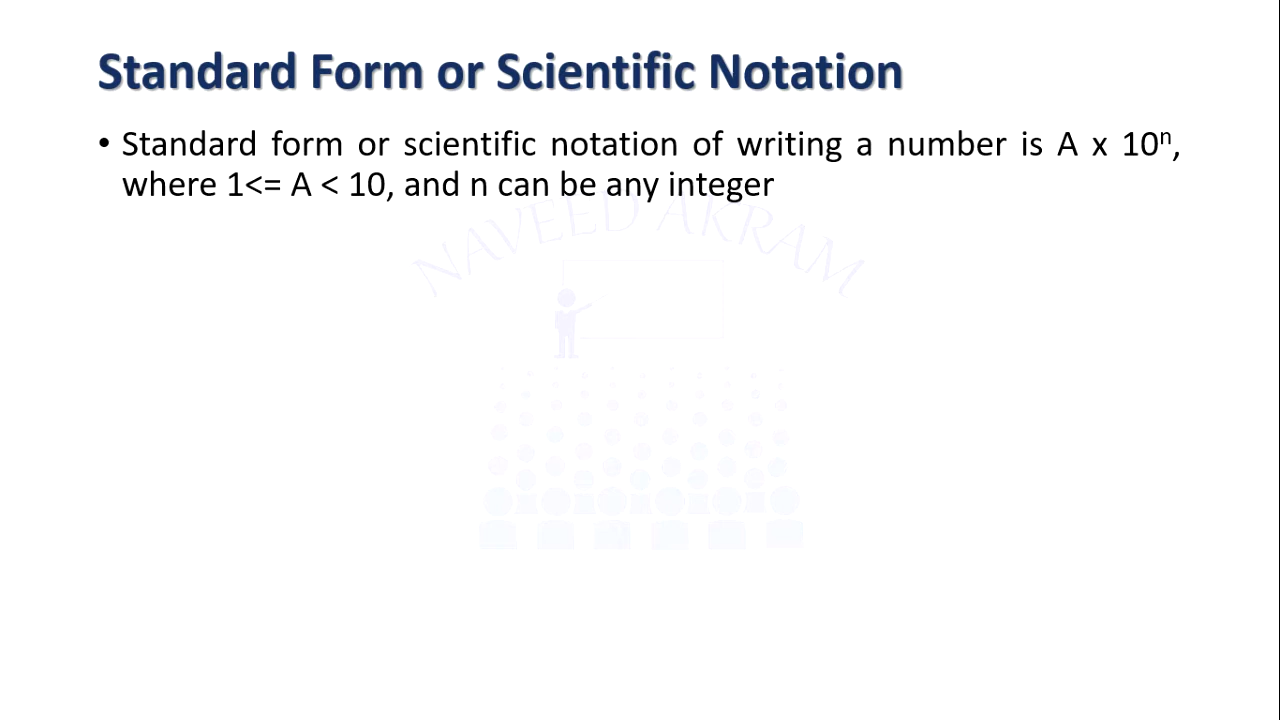 Standard Form or Scientific Notation
• Standard form or scientific notation of writing a number is A x 10ⁿ,
where 1<= A < 10, and n can be any integer
NAVEED AKRAM